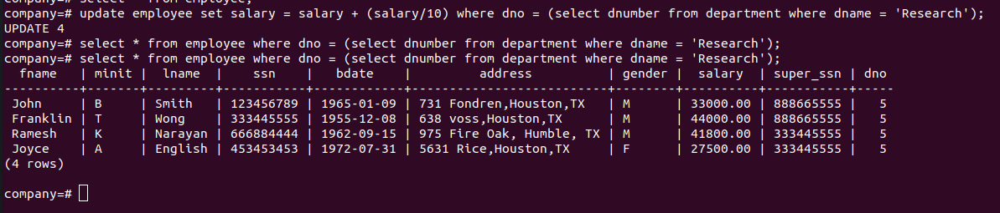 company=# select * from employee;
company=# update employee set salary = salary + (salary/10) where dno = (select dnumber from department where dname = 'Research');
UPDATE 4
company=# select * from employee where dno = (select dnumber from department where dname = 'Research');
company=# select * from employee where dno = (select dnumber from department where dname = 'Research');
  fname   | minit |  lname  |    ssn    |   bdate    |         address          | gender |  salary  | super_ssn | dno
----------+-------+---------+-----------+------------+--------------------------+--------+----------+-----------+-----
 John     | B     | Smith   | 123456789 | 1965-01-09 | 731 Fondren,Houston,TX   | M      | 33000.00 | 888665555 |   5
 Franklin | T     | Wong    | 333445555 | 1955-12-08 | 638 voss,Houston,TX      | M      | 44000.00 | 888665555 |   5
 Ramesh   | K     | Narayan | 666884444 | 1962-09-15 | 975 Fire Oak, Humble, TX | M      | 41800.00 | 333445555 |   5
 Joyce    | A     | English | 453453453 | 1972-07-31 | 5631 Rice,Houston,TX     | F      | 27500.00 | 333445555 |   5
(4 rows)
company=#